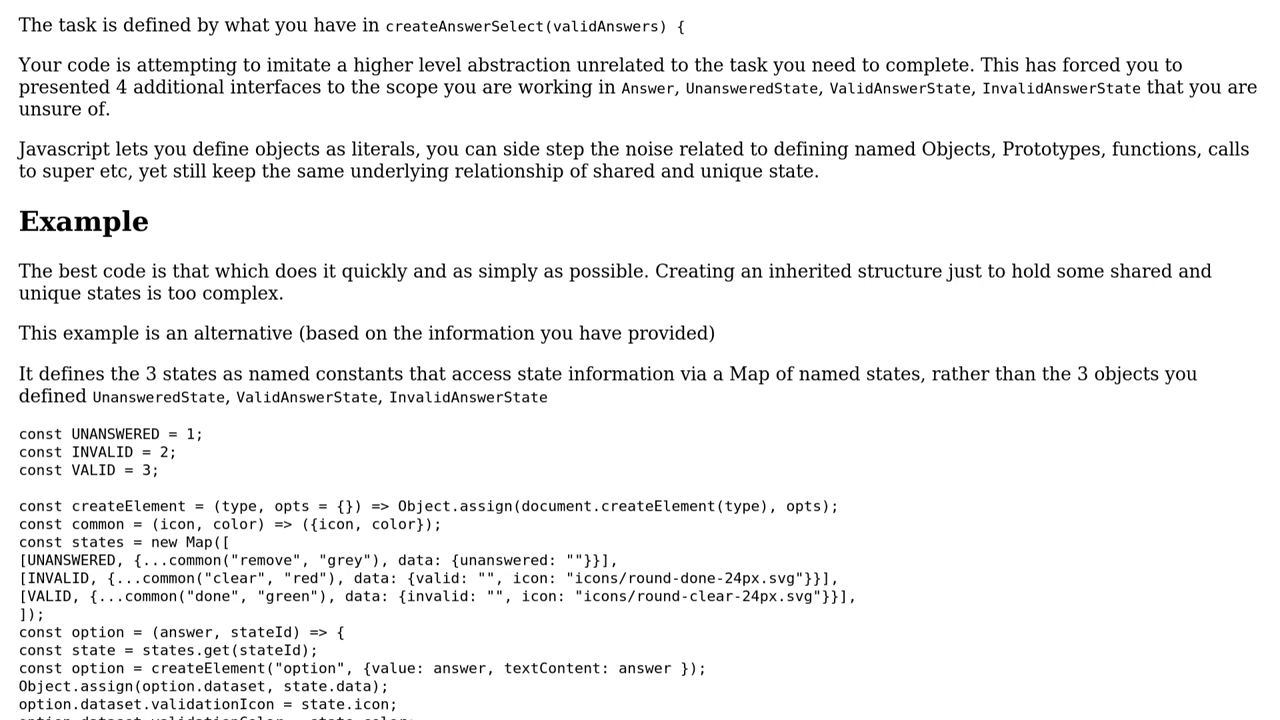 The task is defined by what you have in createAnswerSelect(validAnswers) {
Your code is attempting to imitate a higher level abstraction unrelated to the task you need to complete. This has forced you to
presented 4 additional interfaces to the scope you are working in Answer, UnansweredState, ValidAnswerState, InvalidAnswerState that you are
unsure of.
Javascript lets you define objects as literals, you can side step the noise related to defining named Objects, Prototypes, functions, calls
to super etc, yet still keep the same underlying relationship of shared and unique state.
Example
The best code is that which does it quickly and as simply as possible. Creating an inherited structure just to hold some shared and
unique states is too complex.
This example is an alternative (based on the information you have provided)
It defines the 3 states as named constants that access state information via a Map of named states, rather than the 3 objects you
defined UnansweredState, ValidAnswerState, InvalidAnswerState
const UNANSWERED = 1;
const INVALID = 2;
const VALID = 3;
const createElement = (type, opts = {}) => Object.assign(document.createElement(type), opts);
const common = (icon, color) => ({icon, color});
const states = new Map([
[UNANSWERED, {...common("remove", "grey"), data: {unanswered: ""}}],
[INVALID, {...common("clear", "red"), data: {valid: "", icon: "icons/round-done-24px.svg"}}],
[VALID, {...common("done", "green"), data: {invalid: "", icon: "icons/round-clear-24px.svg"}}],
]);
const option = (answer, stateId) => {
const state = states.get(stateId);
const option = createElement("option", {value: answer, textContent: answer });
Object.assign(option.dataset, state.data);
option.dataset.validationIcon = state.icon;